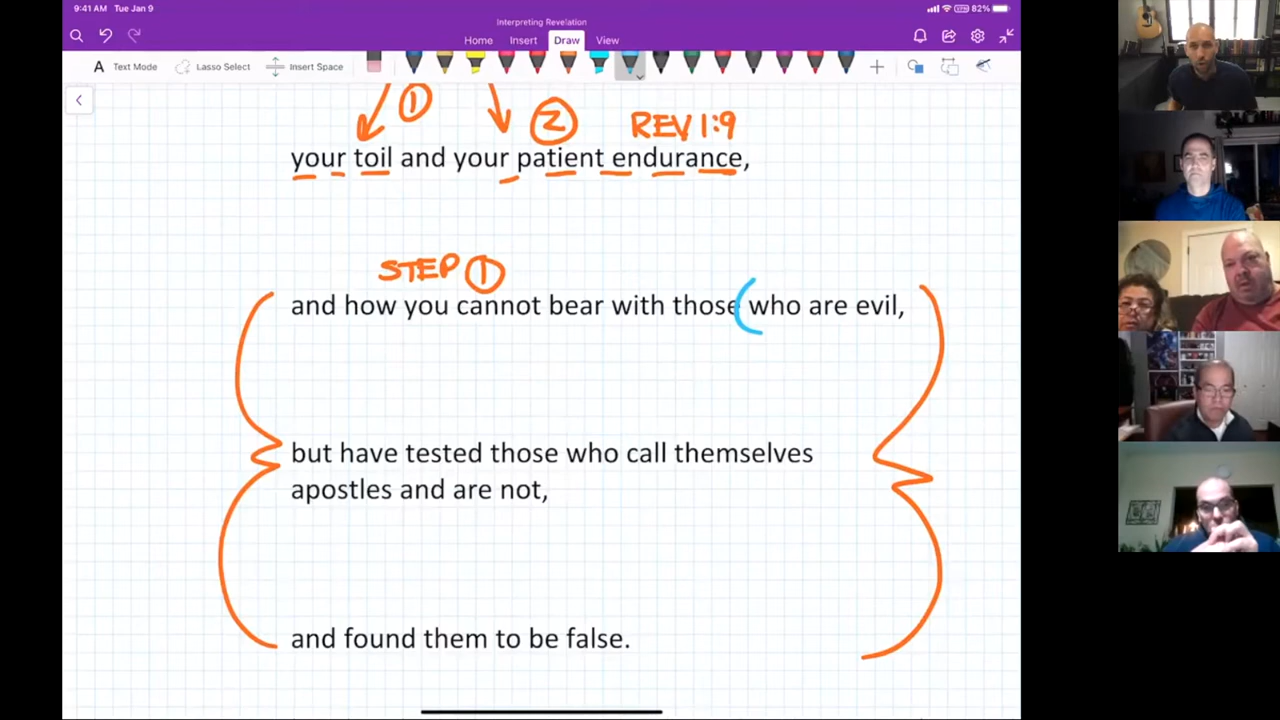 9:41 AM Tue Jan 9
VPN 82%
Interpreting Revelation
Home Insert Draw View
A Text Mode Lasso Select Insert Space
1
2 REV 1:9
your toil and your patient endurance,
STEP 1
and how you cannot bear with those who are evil,
but have tested those who call themselves
apostles and are not,
and found them to be false.